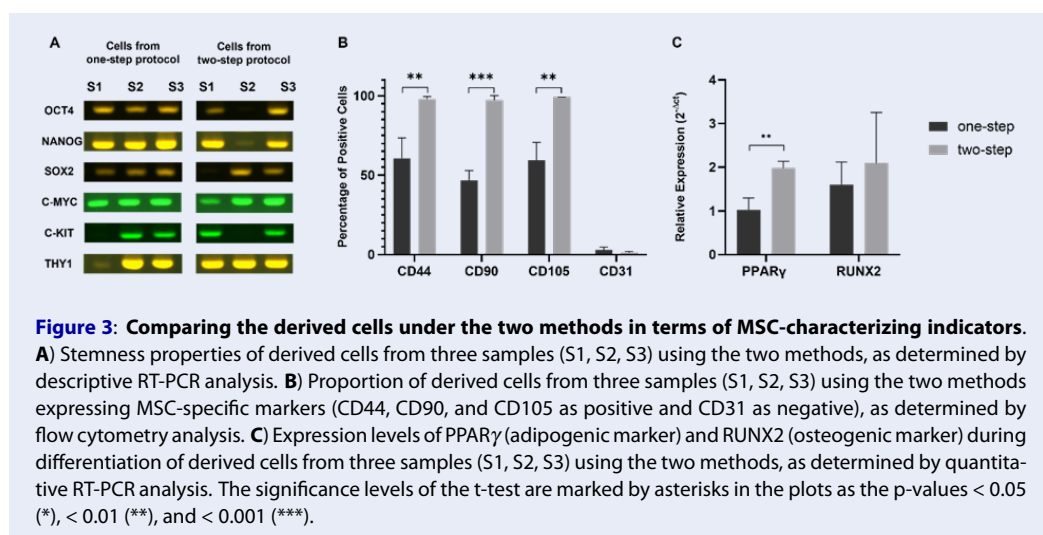 A
Cells from
one-step protocol
Cells from
two-step protocol
S1 S2 S3 S1 S2 S3
OCT4
NANOG
SOX2
C-MYC
C-KIT
THY1
B
Percentage of Positive Cells
100
50
0
** *** **
CD44 CD90 CD105 CD31
C
Relative Expression (2^-Δct)
4
3
2
1
0
**
PPARγ RUNX2
one-step
two-step
Figure 3: Comparing the derived cells under the two methods in terms of MSC-characterizing indicators.
A) Stemness properties of derived cells from three samples (S1, S2, S3) using the two methods, as determined by
descriptive RT-PCR analysis. B) Proportion of derived cells from three samples (S1, S2, S3) using the two methods
expressing MSC-specific markers (CD44, CD90, and CD105 as positive and CD31 as negative), as determined by
flow cytometry analysis. C) Expression levels of PPARγ (adipogenic marker) and RUNX2 (osteogenic marker) during
differentiation of derived cells from three samples (S1, S2, S3) using the two methods, as determined by quantita-
tive RT-PCR analysis. The significance levels of the t-test are marked by asterisks in the plots as the p-values < 0.05
(*), < 0.01 (**), and < 0.001 (***).